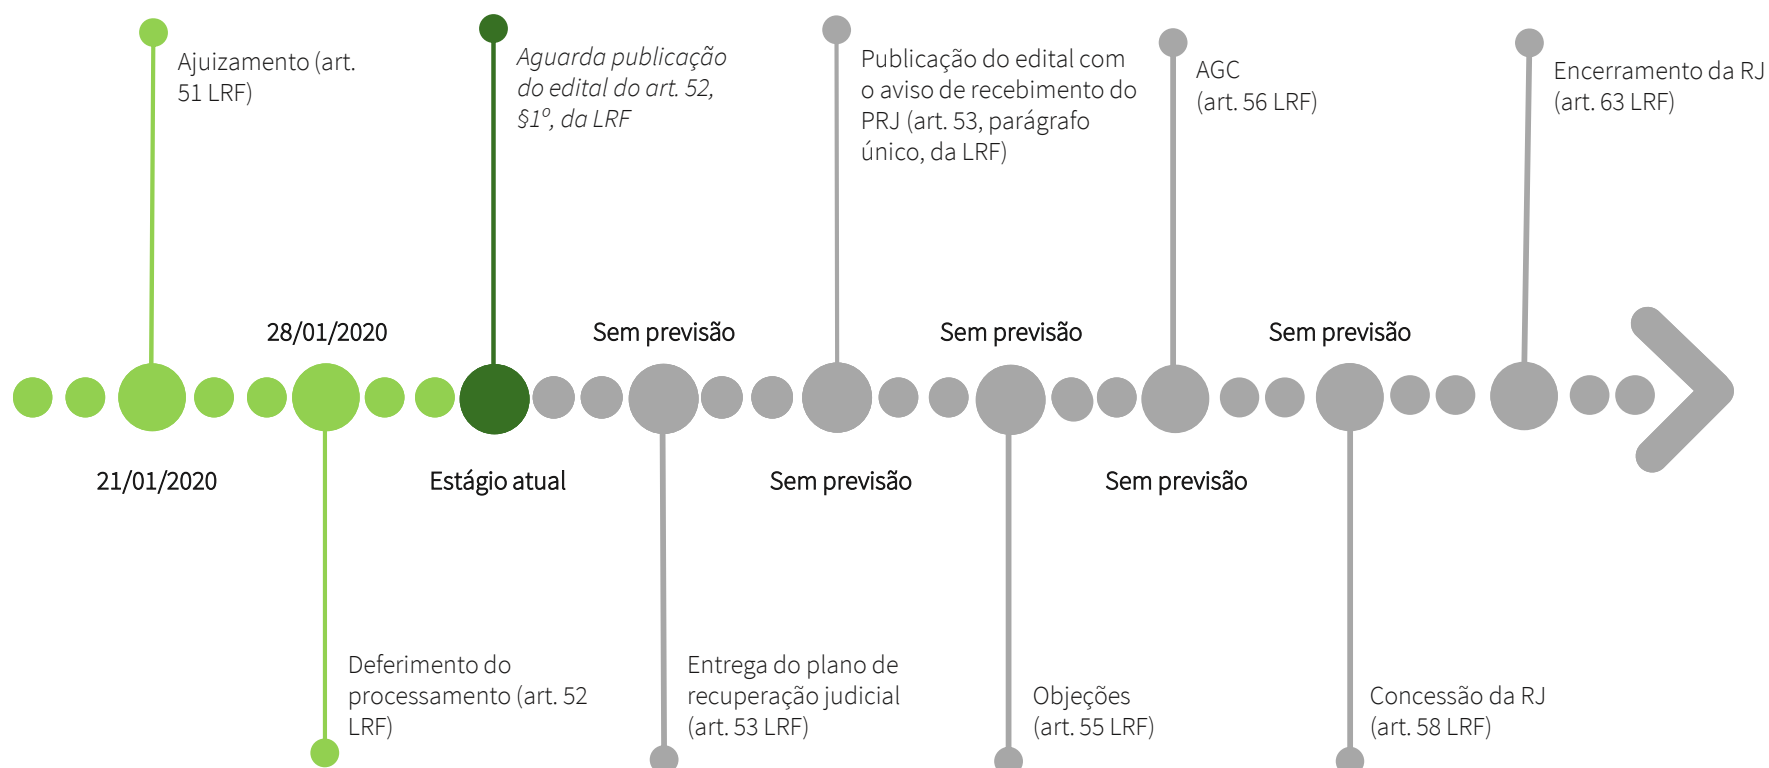 Ajuizamento (art.
51 LRF)
Aguarda publicação
do edital do art. 52,
§1º, da LRF
Publicação do edital com
o aviso de recebimento do
PRJ (art. 53, parágrafo
único, da LRF)
AGC
(art. 56 LRF)
Encerramento da RJ
(art. 63 LRF)
28/01/2020
Sem previsão
Sem previsão
Sem previsão
21/01/2020
Estágio atual
Sem previsão
Sem previsão
Deferimento do
processamento (art. 52
LRF)
Entrega do plano de
recuperação judicial
(art. 53 LRF)
Objeções
(art. 55 LRF)
Concessão da RJ
(art. 58 LRF)